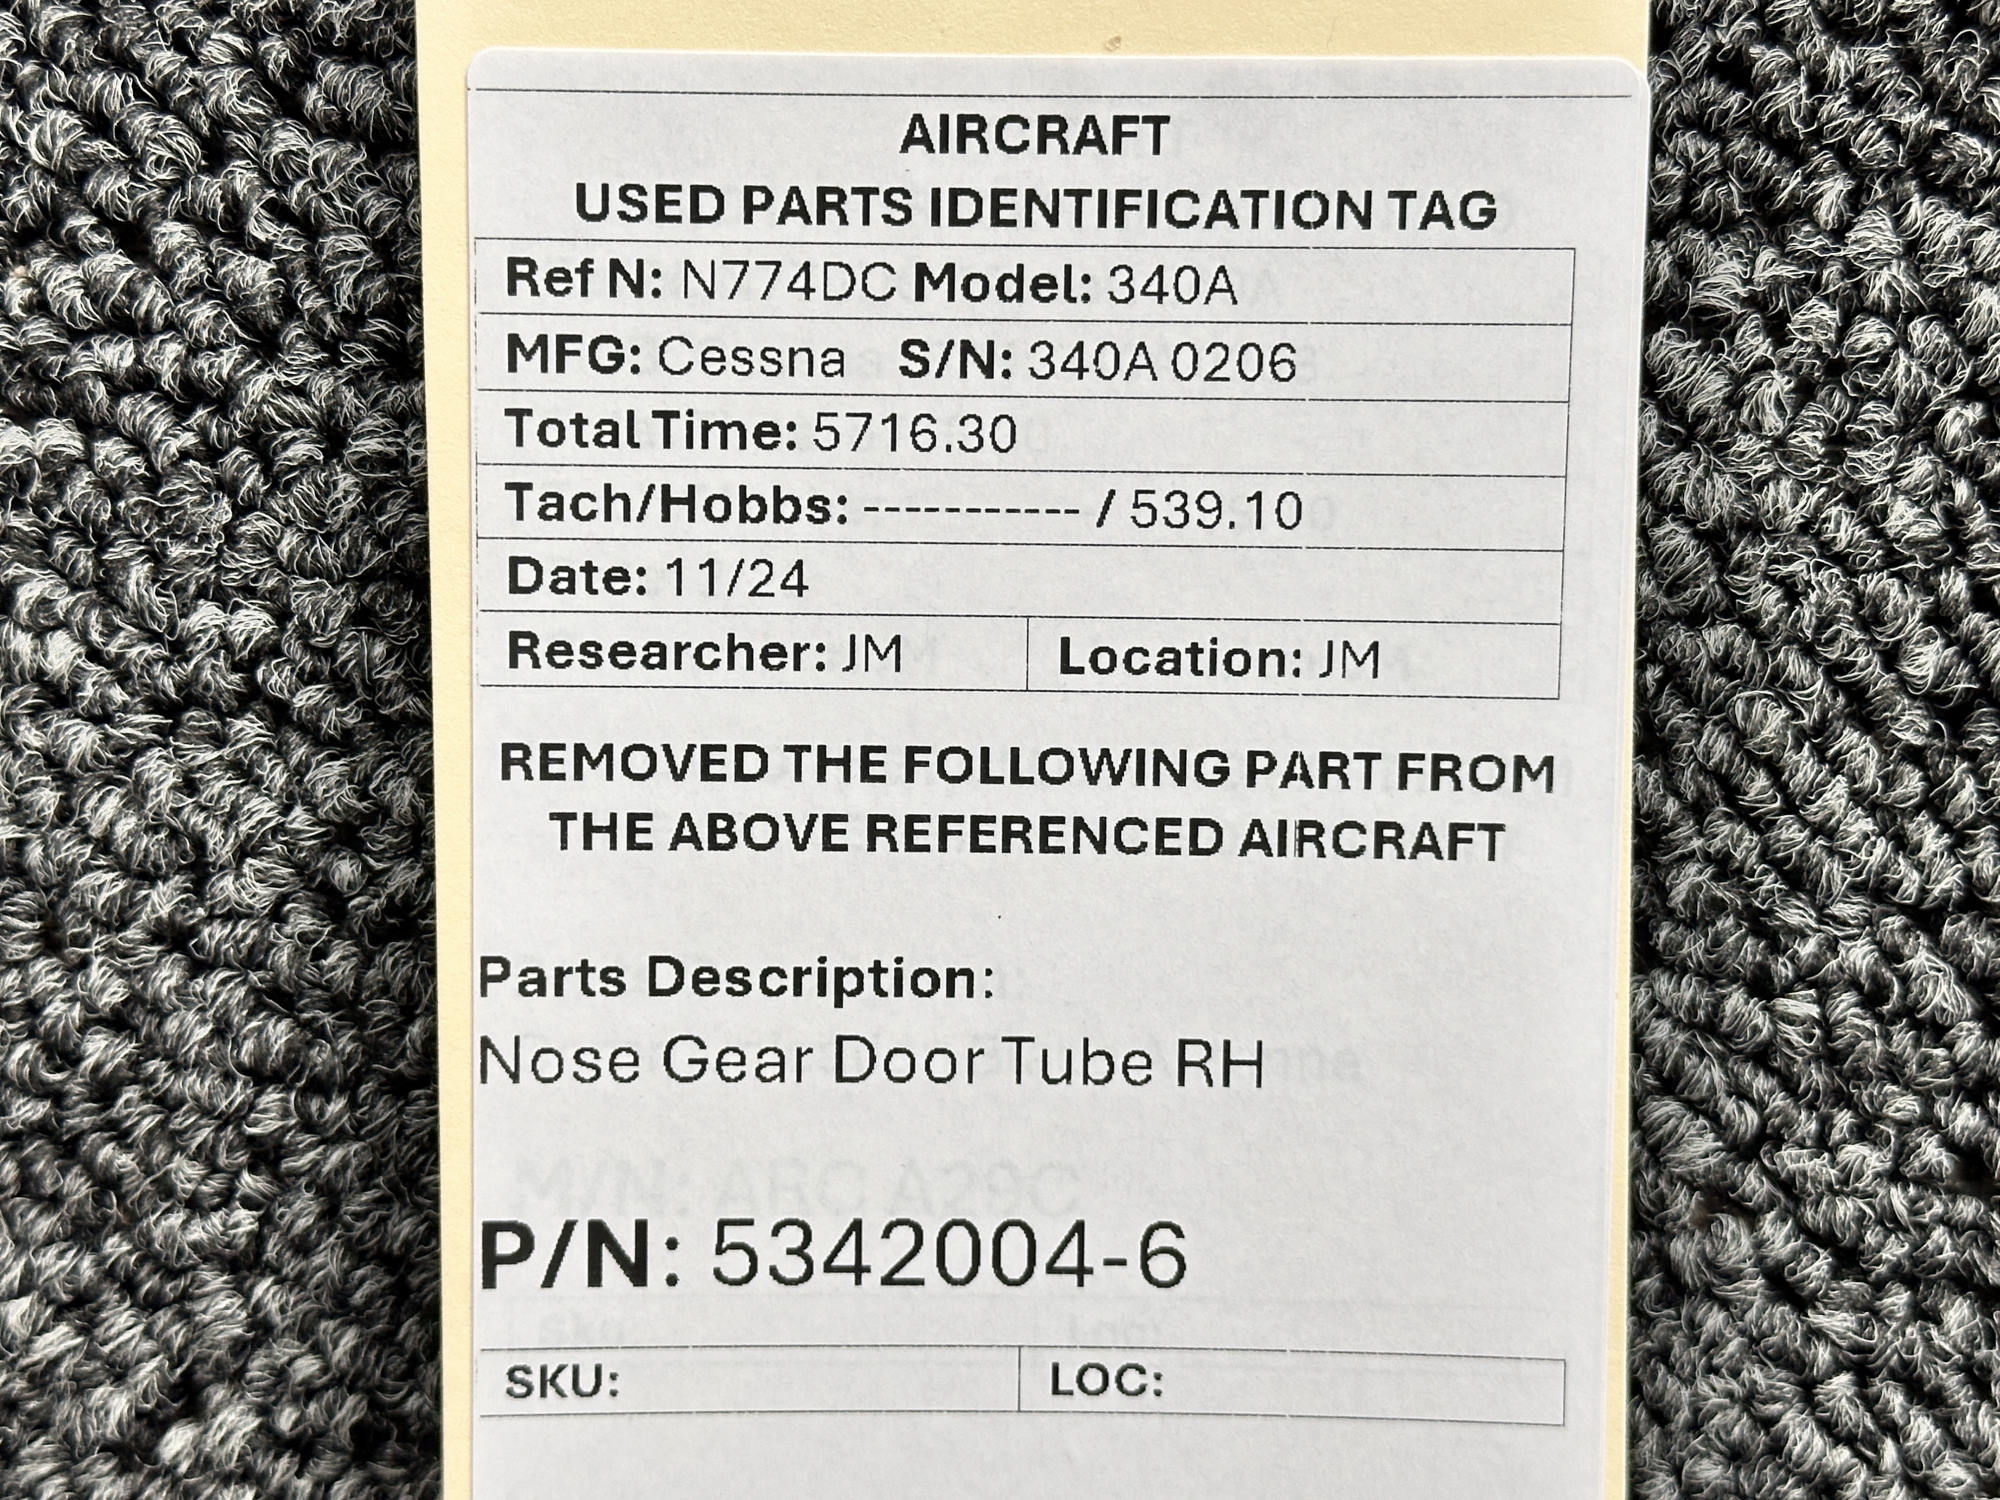 AIRCRAFT
USED PARTS IDENTIFICATION TAG
Ref N: N774DC Model: 340A
MFG: Cessna S/N: 340A 0206
Total Time: 5716.30
Tach/Hobbs: ----------- / 539.10
Date: 11/24
Researcher: JM Location: JM
REMOVED THE FOLLOWING PART FROM
THE ABOVE REFERENCED AIRCRAFT
Parts Description:
Nose Gear Door Tube RH
M/N: ARC A29C
P/N: 5342004-6
SKU: LOC: